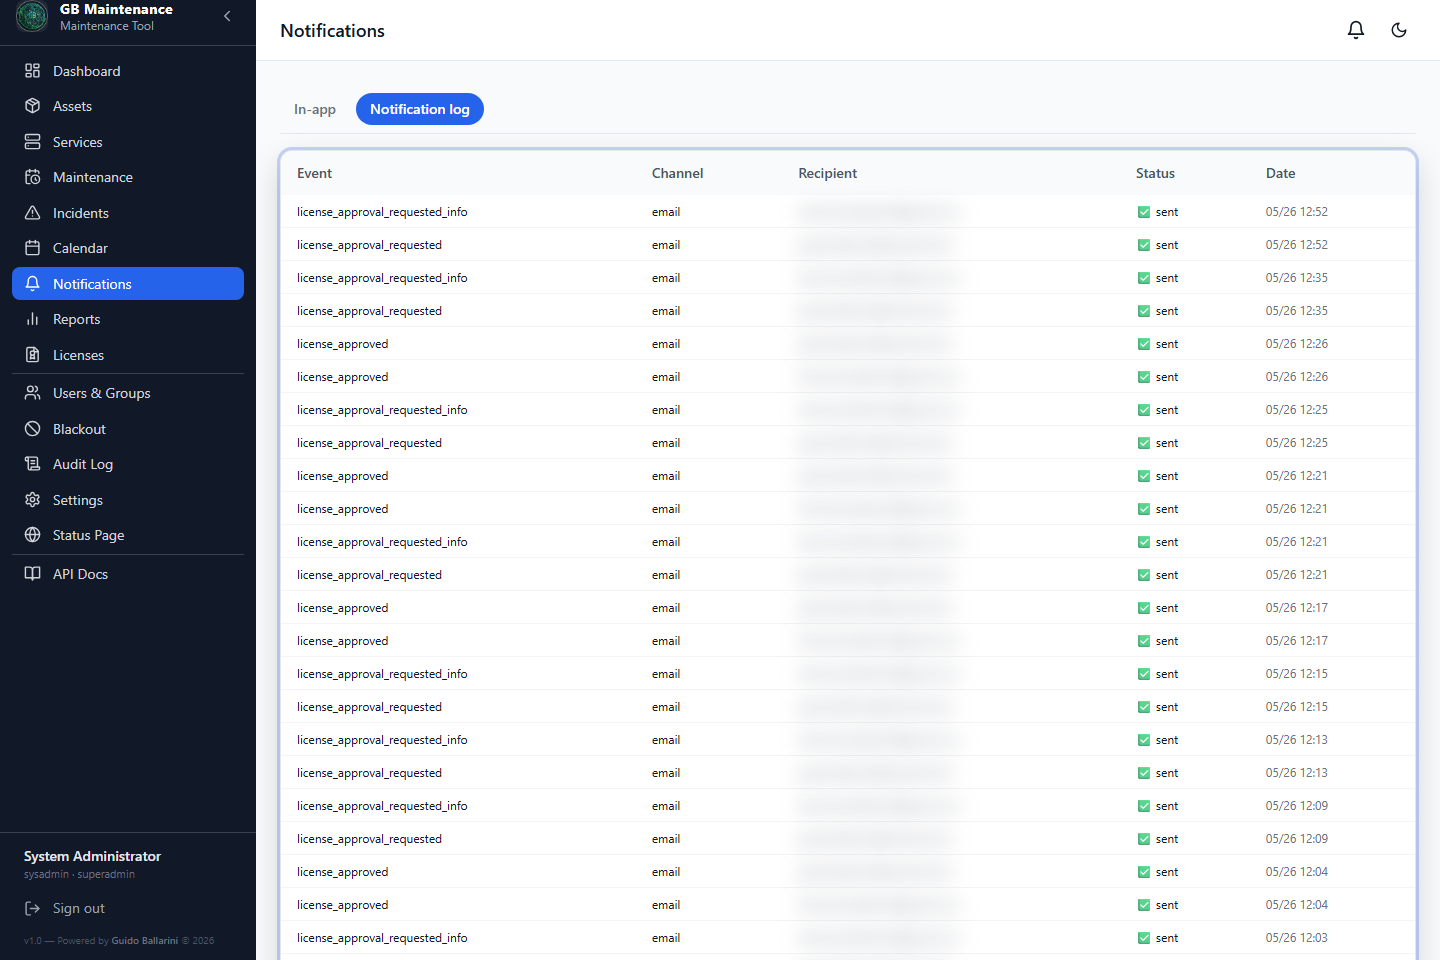 GB Maintenance
Maintenance Tool
Dashboard
Assets
Services
Maintenance
Incidents
Calendar
Notifications
Reports
Licenses
Users & Groups
Blackout
Audit Log
Settings
Status Page
API Docs
System Administrator
sysadmin · superadmin
Sign out
v1.0 — Powered by Guido Ballarini © 2026
Notifications
In-app Notification log
Event Channel Recipient Status Date
license_approval_requested_info email ✅ sent 05/26 12:52
license_approval_requested email ✅ sent 05/26 12:52
license_approval_requested_info email ✅ sent 05/26 12:35
license_approval_requested email ✅ sent 05/26 12:35
license_approved email ✅ sent 05/26 12:26
license_approved email ✅ sent 05/26 12:26
license_approval_requested_info email ✅ sent 05/26 12:25
license_approval_requested email ✅ sent 05/26 12:25
license_approved email ✅ sent 05/26 12:21
license_approved email ✅ sent 05/26 12:21
license_approval_requested_info email ✅ sent 05/26 12:21
license_approval_requested email ✅ sent 05/26 12:21
license_approved email ✅ sent 05/26 12:17
license_approved email ✅ sent 05/26 12:17
license_approval_requested_info email ✅ sent 05/26 12:15
license_approval_requested email ✅ sent 05/26 12:15
license_approval_requested_info email ✅ sent 05/26 12:13
license_approval_requested email ✅ sent 05/26 12:13
license_approval_requested_info email ✅ sent 05/26 12:09
license_approval_requested email ✅ sent 05/26 12:09
license_approved email ✅ sent 05/26 12:04
license_approved email ✅ sent 05/26 12:04
license_approval_requested_info email ✅ sent 05/26 12:03